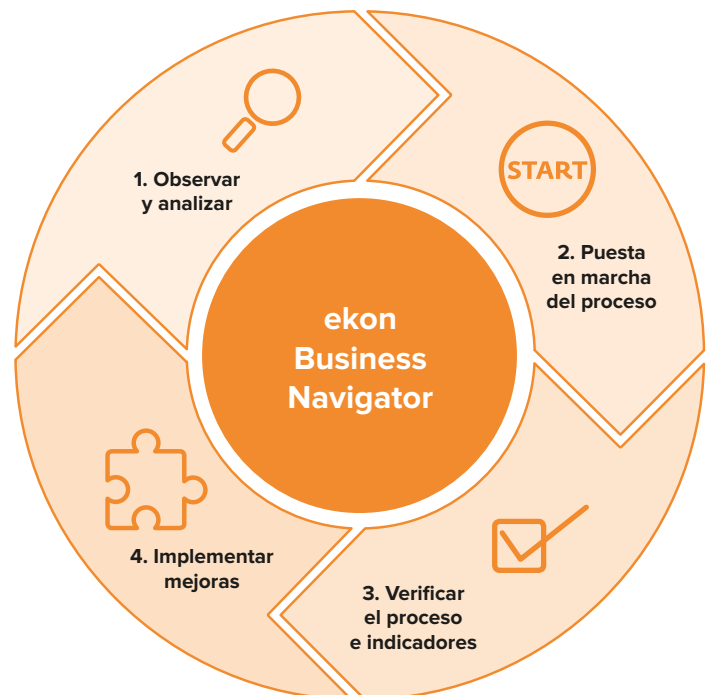 1. Observar
y analizar
START
2. Puesta
en marcha
del proceso
ekon
Business
Navigator
3. Verificar
el proceso
e indicadores
4. Implementar
mejoras